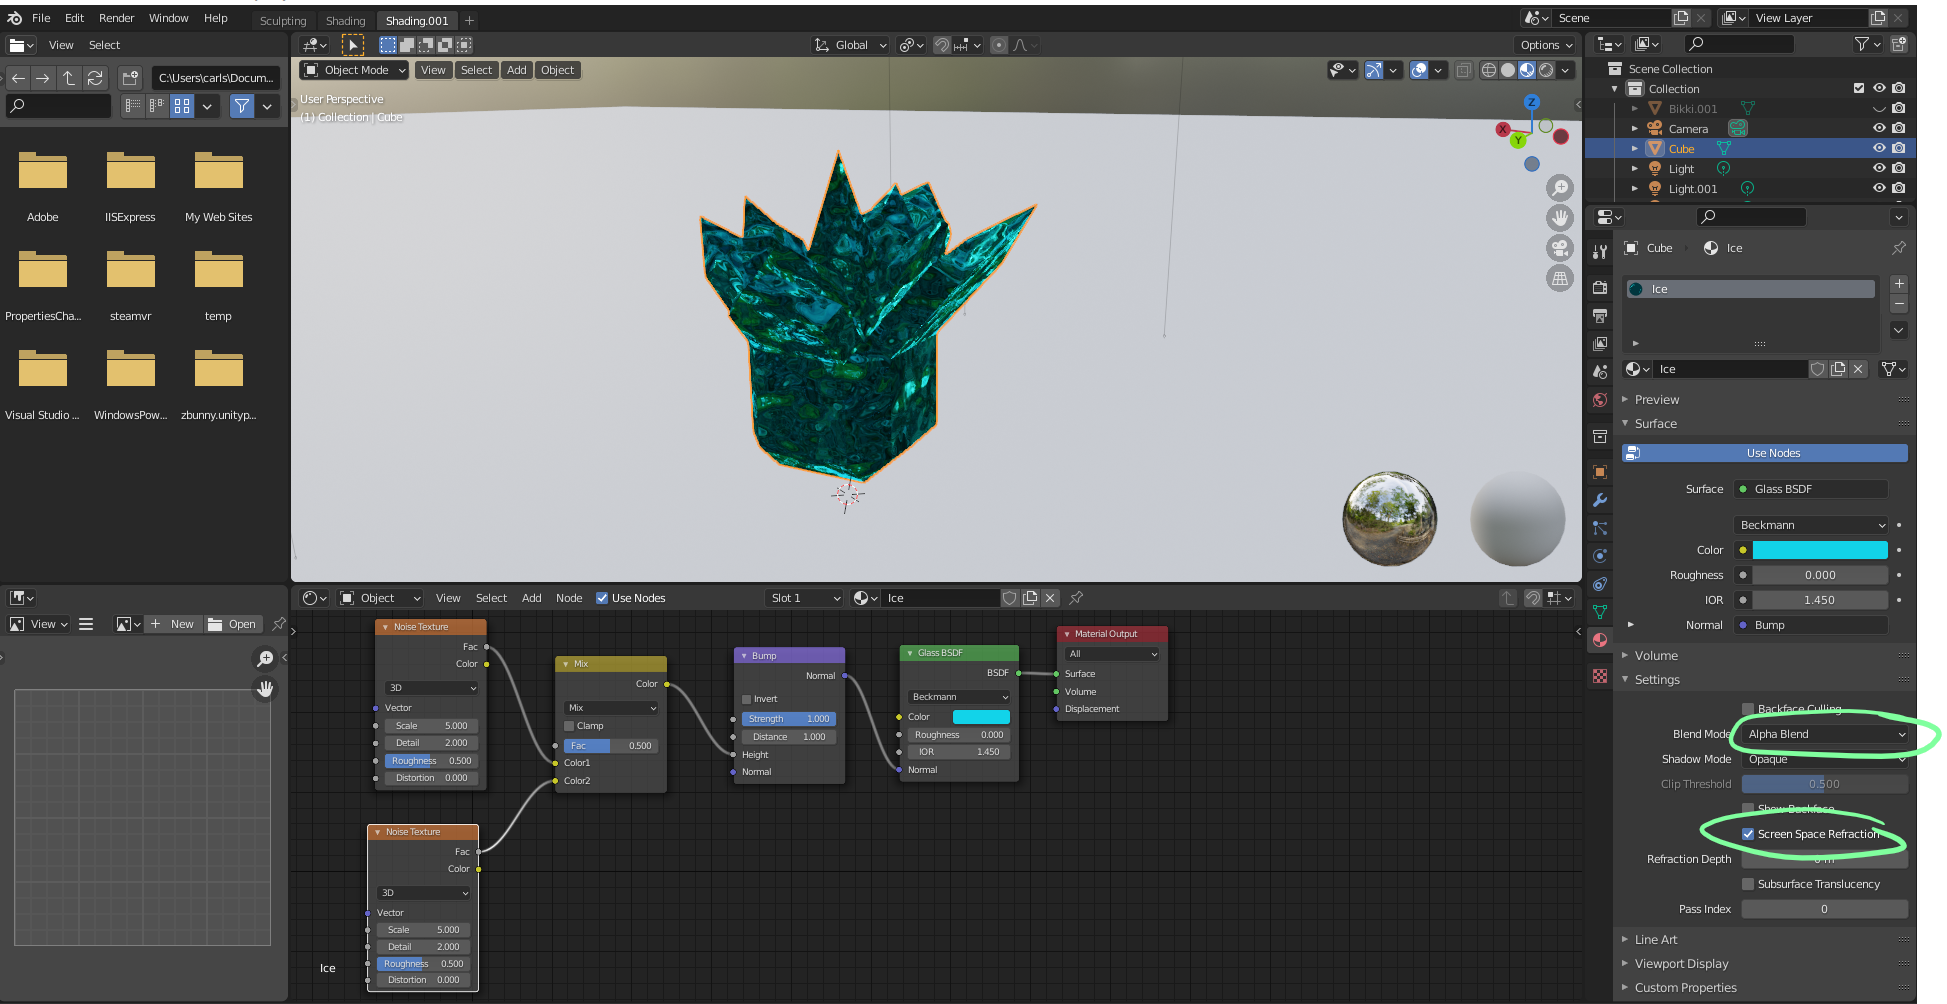 File Edit Render Window Help Sculpting Shading Shading.001 + Scene View Layer
View Select Global Options
C:\Users\carls\Docum...
Object Mode View Select Add Object
User Perspective
(1) Collection | Cube
Z
X
Y
Adobe IISExpress My Web Sites
PropertiesCha... steamvr temp
Visual Studio ... WindowsPow... zbunny.unityp...
Scene Collection
Collection
Bikki.001
Camera
Cube
Light
Light.001
Cube Ice
Ice
Ice
Preview
Surface
Use Nodes
Surface Glass BSDF
Beckmann
Color
Roughness 0.000
IOR 1.450
Normal Bump
Volume
Settings
Backface Culling
Blend Mode Alpha Blend
Shadow Mode Opaque
Clip Threshold 0.500
Show Backface
Screen Space Refraction
Refraction Depth 0 m
Subsurface Translucency
Pass Index 0
Line Art
Viewport Display
Custom Properties
View + New Open
Object View Select Add Node Use Nodes Slot 1 Ice
Noise Texture
Fac
Color
3D
Vector
Scale 5.000
Detail 2.000
Roughness 0.500
Distortion 0.000
Noise Texture
Fac
Color
3D
Vector
Scale 5.000
Detail 2.000
Roughness 0.500
Distortion 0.000
Mix
Color
Mix
Clamp
Fac 0.500
Color1
Color2
Bump
Normal
Invert
Strength 1.000
Distance 1.000
Height
Normal
Glass BSDF
BSDF
Beckmann
Color
Roughness 0.000
IOR 1.450
Normal
Material Output
All
Surface
Volume
Displacement
Ice